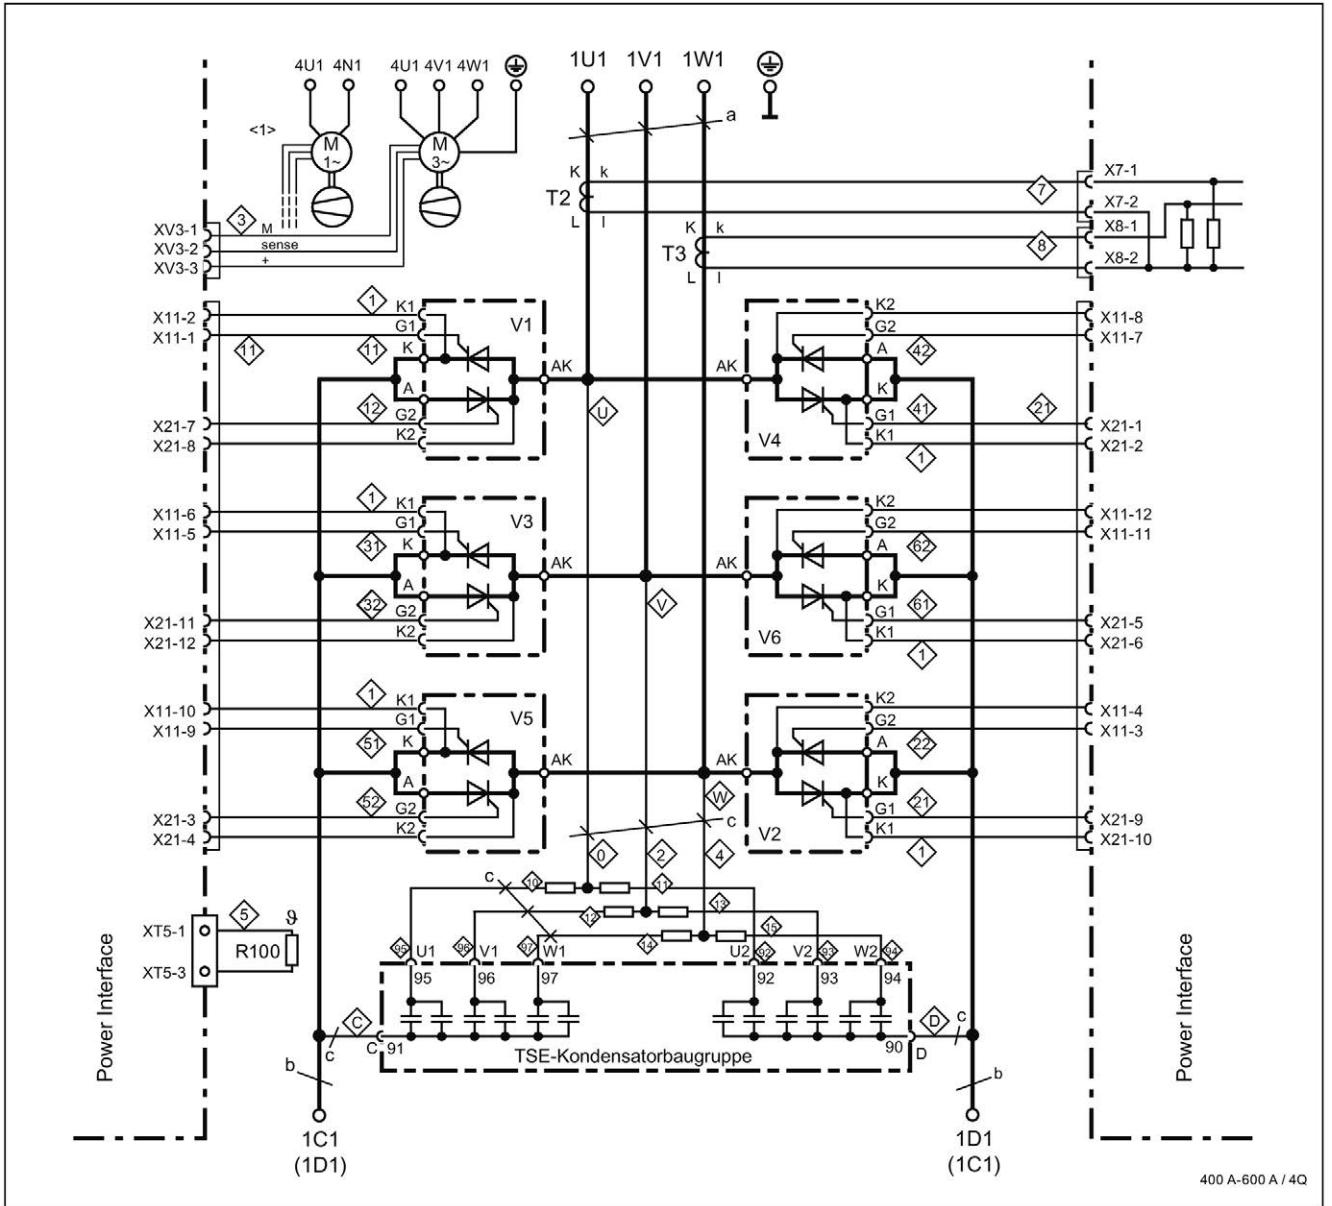 4U1 4N1 4U1 4V1 4W1 1U1 1V1 1W1
a
<1>
M
1~
M
3~
K k
T2
L l
7
X7-1
X7-2
K k
T3
L l
8
X8-1
X8-2
3
XV3-1 M
XV3-2 sense
XV3-3 +
X11-2 1 K1
X11-1 G1
11 11 K V1
AK
A
12 G2
X21-7 K2
X21-8
U
AK
K2 X11-8
G2 X11-7
A 42
K
41 21
G1 X21-1
V4 K1 X21-2
1
X11-6 1 K1
X11-5 G1
31 K V3
AK
A
32 G2
X21-11 K2
X21-12
V
AK
K2 X11-12
G2 X11-11
A 62
K
61
G1 X21-5
V6 K1 X21-6
1
X11-10 1 K1
X11-9 G1
51 K V5
AK
A
52 G2
X21-3 K2
X21-4
AK
W
K2 X11-4
G2 X11-3
A 22
K
21
G1 X21-9
V2 K1 X21-10
1
c
0 2 4
c 10 11
12 13
14 15
XT5-1 5 ϑ
R100
XT5-3
95 U1 96 V1 97 W1 U2 92 V2 93 W2 94
95 96 97 92 93 94
C c C 91 TSE-Kondensatorbaugruppe 90 D D c
b b
Power Interface
Power Interface
1C1
(1D1)
1D1
(1C1)
400 A-600 A / 4Q